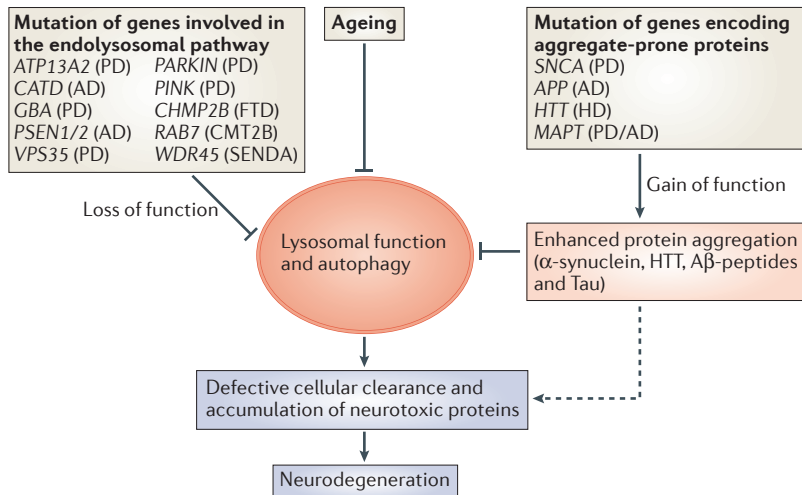 Mutation of genes involved in
the endolysosomal pathway
ATP13A2 (PD) PARKIN (PD)
CATD (AD) PINK (PD)
GBA (PD) CHMP2B (FTD)
PSEN1/2 (AD) RAB7 (CMT2B)
VPS35 (PD) WDR45 (SENDA)
Ageing
Mutation of genes encoding
aggregate-prone proteins
SNCA (PD)
APP (AD)
HTT (HD)
MAPT (PD/AD)
Loss of function
Gain of function
Lysosomal function
and autophagy
Enhanced protein aggregation
(α-synuclein, HTT, Aβ-peptides
and Tau)
Defective cellular clearance and
accumulation of neurotoxic proteins
Neurodegeneration